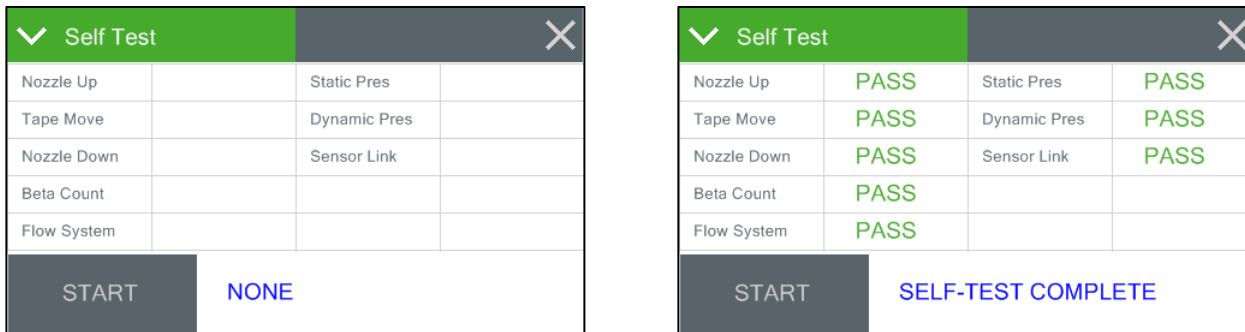 Self Test
Nozzle Up Static Pres
Tape Move Dynamic Pres
Nozzle Down Sensor Link
Beta Count
Flow System
START NONE
Self Test
Nozzle Up PASS Static Pres PASS
Tape Move PASS Dynamic Pres PASS
Nozzle Down PASS Sensor Link PASS
Beta Count PASS
Flow System PASS
START SELF-TEST COMPLETE